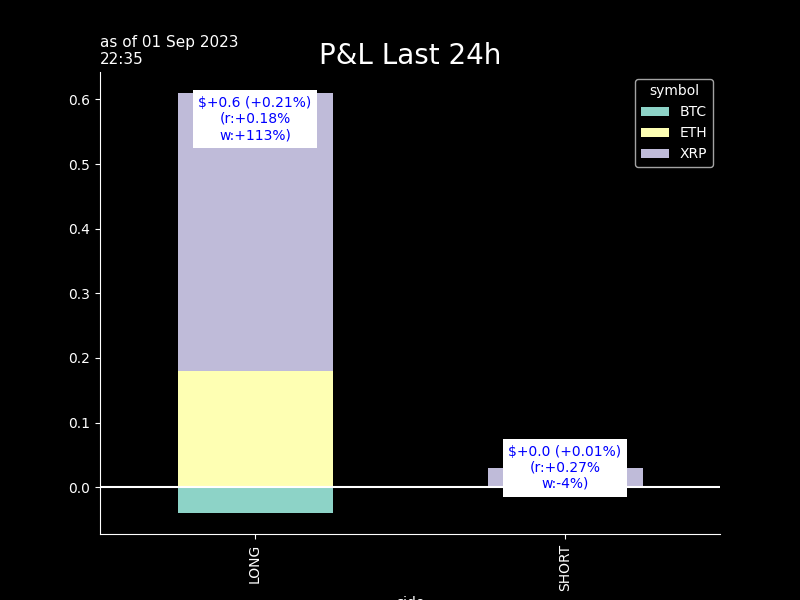 as of 01 Sep 2023
22:35
P&L Last 24h
symbol
BTC
ETH
XRP
0.6
0.5
0.4
0.3
0.2
0.1
0.0
$+0.6 (+0.21%)
(r:+0.18%
w:+113%)
$+0.0 (+0.01%)
(r:+0.27%
w:-4%)
LONG
SHORT